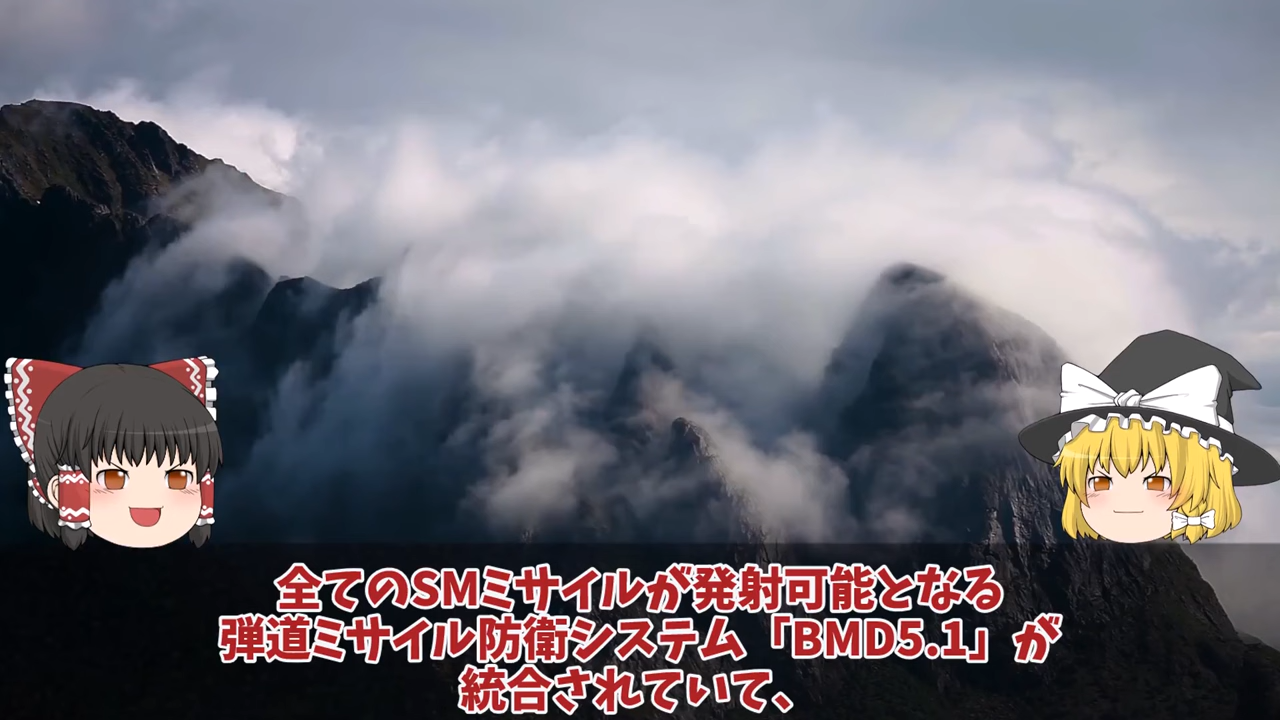 全てのSMミサイルが発射可能となる
弾道ミサイル防衛システム「BMD5.1」が
統合されていて、